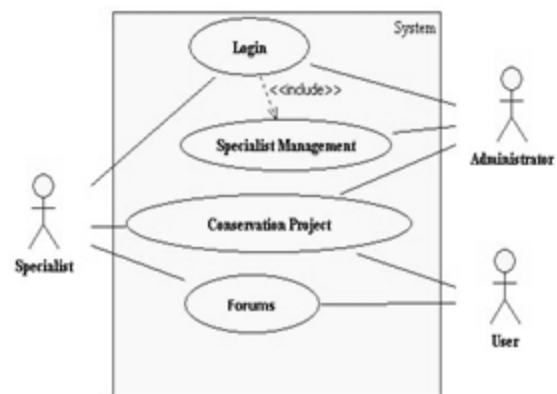 System
Login
<<include>>
Specialist Management
Administrator
Conservation Project
Specialist
Forums
User